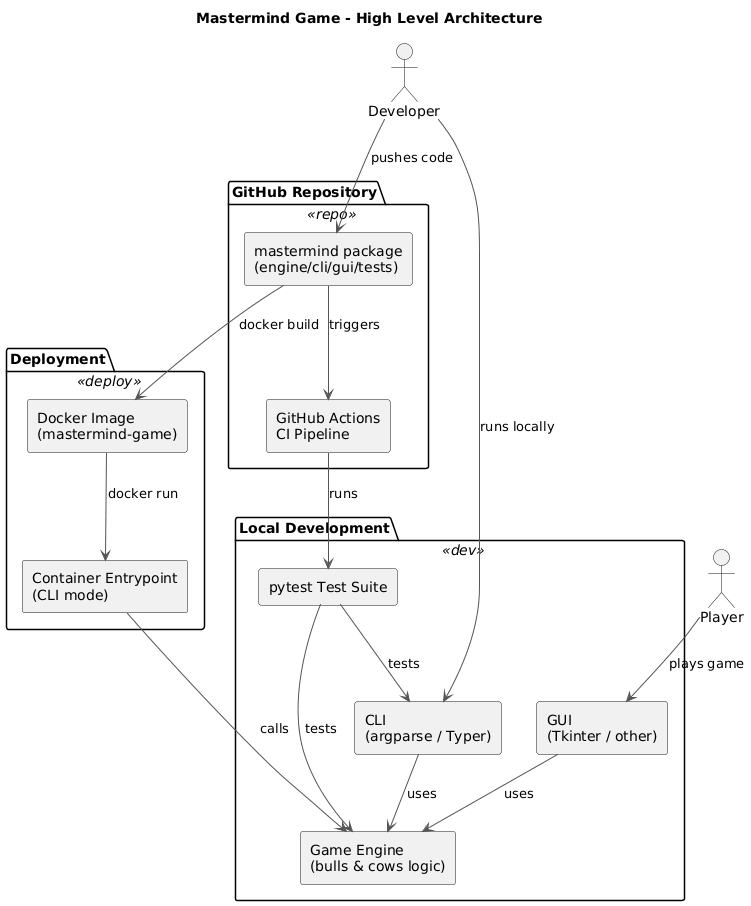 Mastermind Game - High Level Architecture
Developer
pushes code
GitHub Repository
«repo»
mastermind package
(engine/cli/gui/tests)
docker build
triggers
Deployment
«deploy»
Docker Image
(mastermind-game)
GitHub Actions
CI Pipeline
runs locally
docker run
runs
Local Development
«dev»
Container Entrypoint
(CLI mode)
pytest Test Suite
Player
tests
plays game
CLI
(argparse / Typer)
GUI
(Tkinter / other)
calls
tests
uses
uses
Game Engine
(bulls & cows logic)